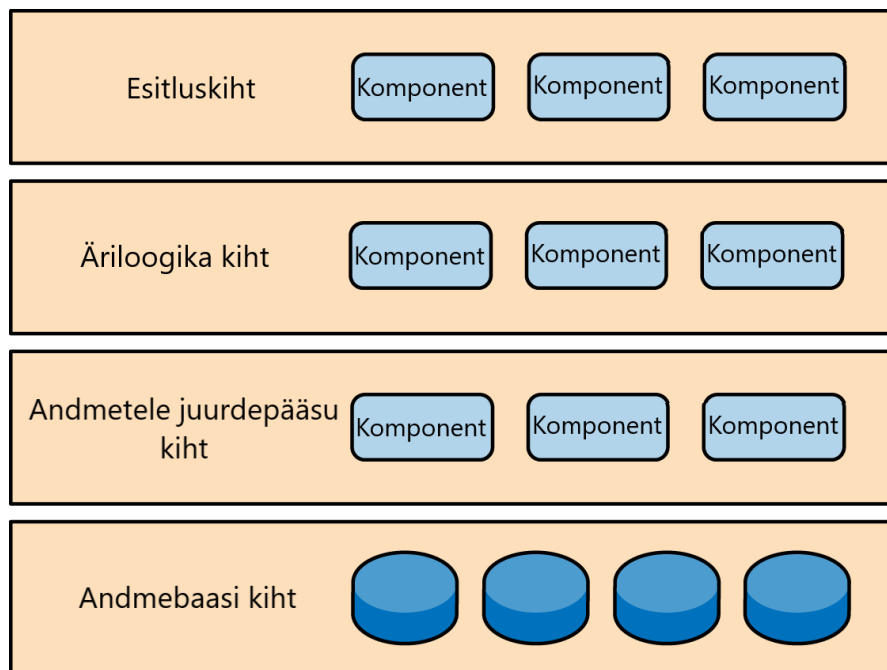 Esitluskiht
Komponent
Komponent
Komponent
Äriloogika kiht
Komponent
Komponent
Komponent
Andmetele juurdepääsu
kiht
Komponent
Komponent
Komponent
Andmebaasi kiht